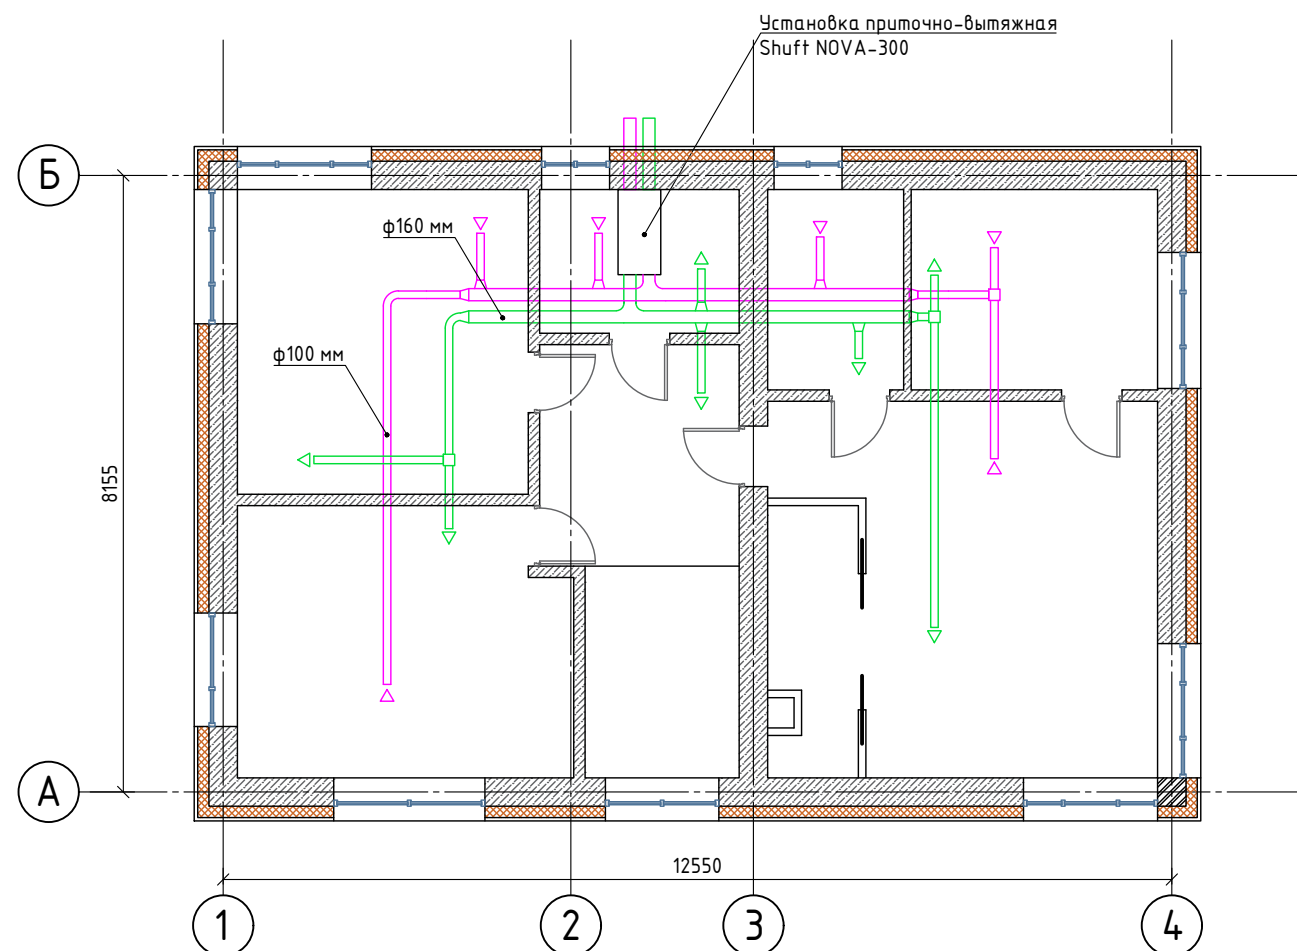 Установка приточно-вытяжная
Shuft NOVA-300
Б
ф160 мм
ф100 мм
8155
А
12550
1
2
3
4